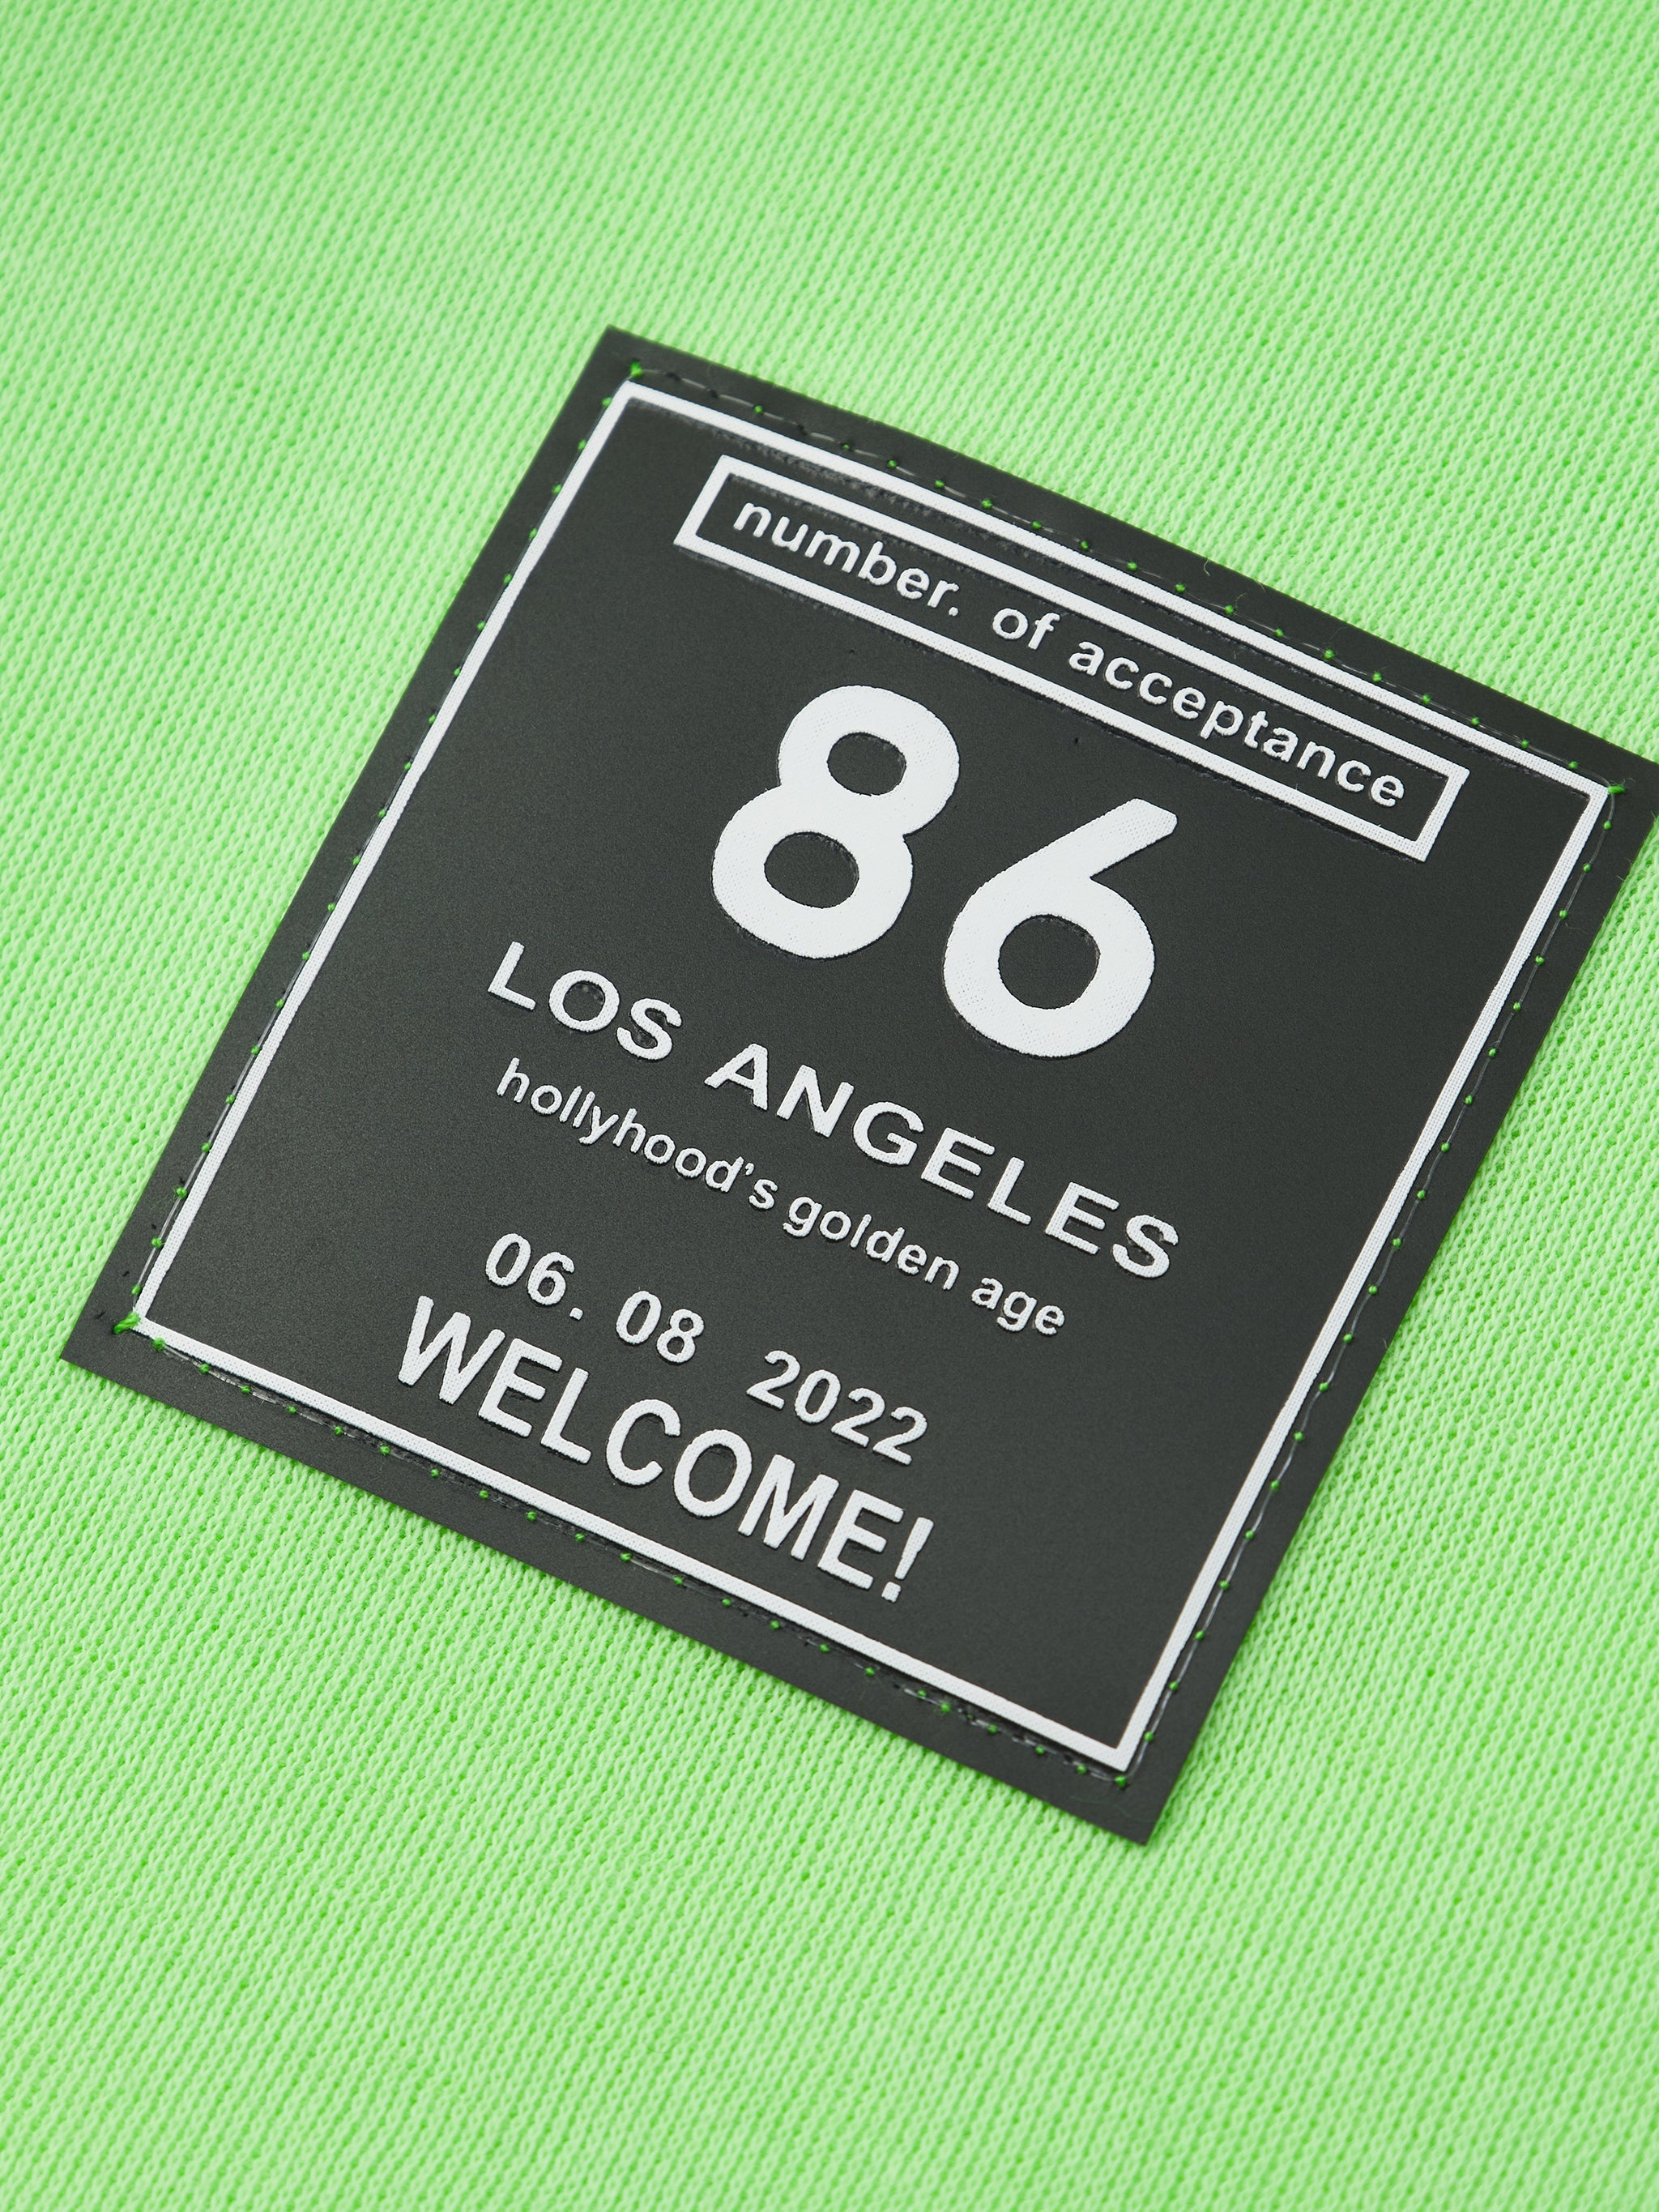 number. of acceptance
86
LOS ANGELES
hollyhood's golden age
06. 08 2022
WELCOME!